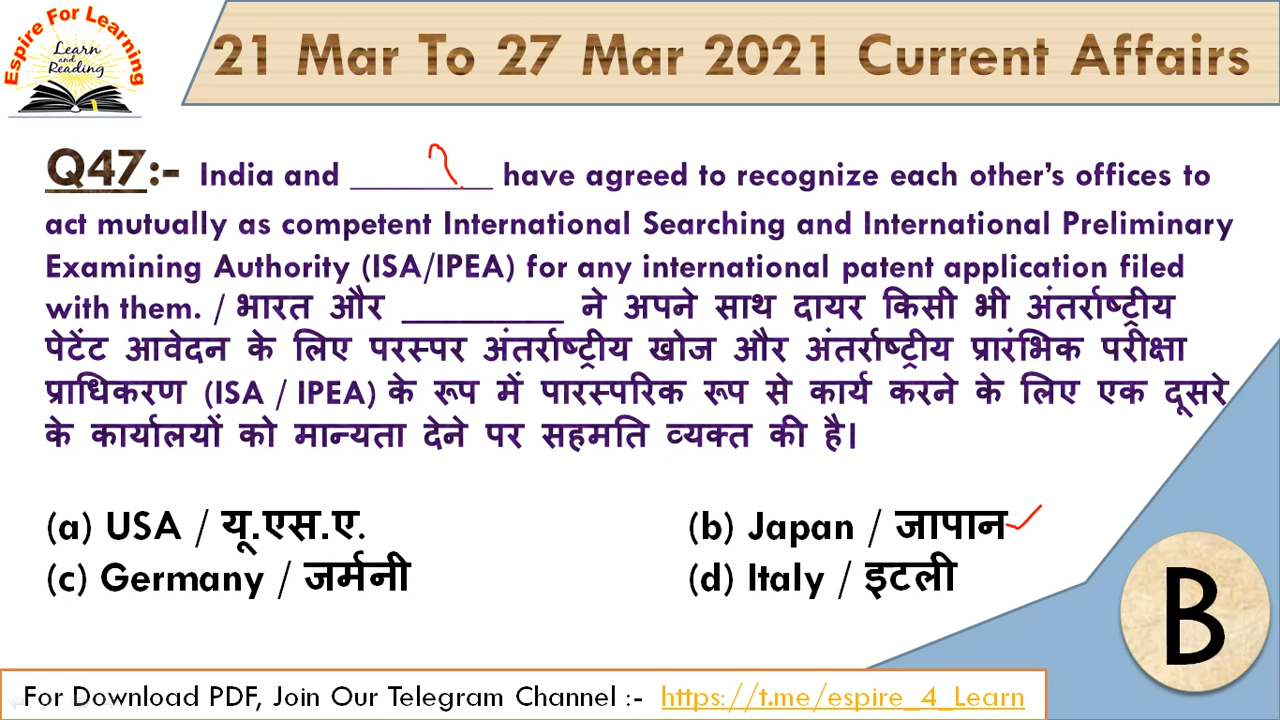 Espire For Learning
Learn
and
Reading
21 Mar To 27 Mar 2021 Current Affairs
Q47:- India and __________ have agreed to recognize each other’s offices to
act mutually as competent International Searching and International Preliminary
Examining Authority (ISA/IPEA) for any international patent application filed
with them. / भारत और __________ ने अपने साथ दायर किसी भी अंतर्राष्ट्रीय
पेटेंट आवेदन के लिए परस्पर अंतर्राष्ट्रीय खोज और अंतर्राष्ट्रीय प्रारंभिक परीक्षा
प्राधिकरण (ISA / IPEA) के रूप में पारस्परिक रूप से कार्य करने के लिए एक दूसरे
के कार्यालयों को मान्यता देने पर सहमति व्यक्त की है।
(a) USA / यू.एस.ए.
(b) Japan / जापान
(c) Germany / जर्मनी
(d) Italy / इटली
B
For Download PDF, Join Our Telegram Channel :- https://t.me/espire_4_Learn